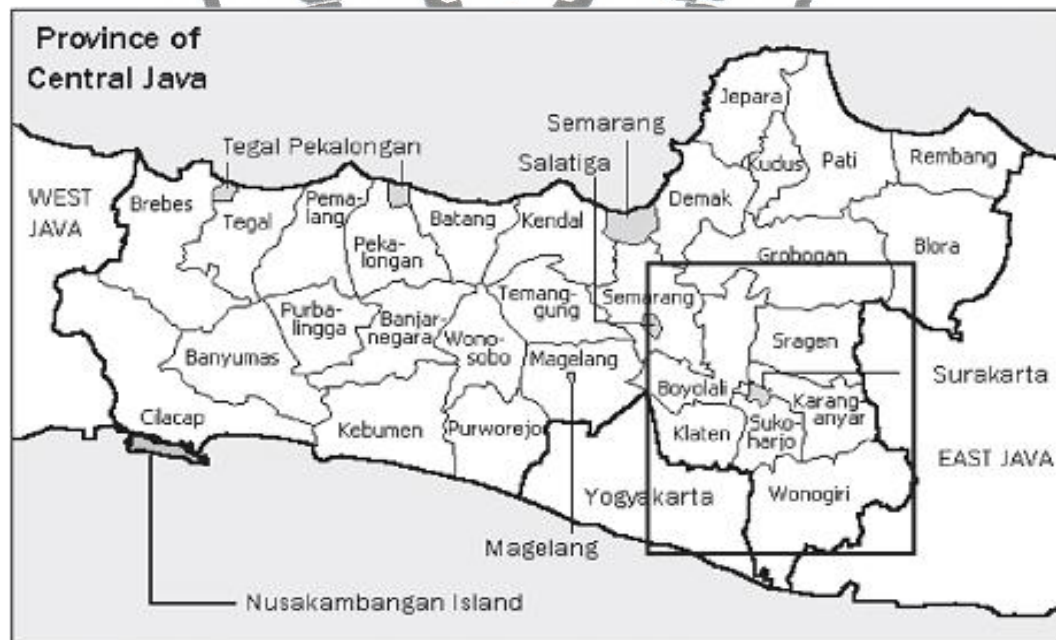 Province of
Central Java
Jepara
Semarang
Tegal Pekalongan
Salatiga
Kudus
Pati
Rembang
WEST
JAVA
Brebes
Tegal
Pema-
lang
Peka-
longan
Batang
Kendal
Demak
Grobogan
Blora
Purba-
lingga
Banjar-
negara
Wono-
sobo
Temang-
gung
Semarang
Sragen
Banyumas
Magelang
Boyolali
Surakarta
Karang-
anyar
Cilacap
Kebumen
Purworejo
Klaten
Suko-
harjo
EAST JAVA
Yogyakarta
Wonogiri
Magelang
Nusakambangan Island